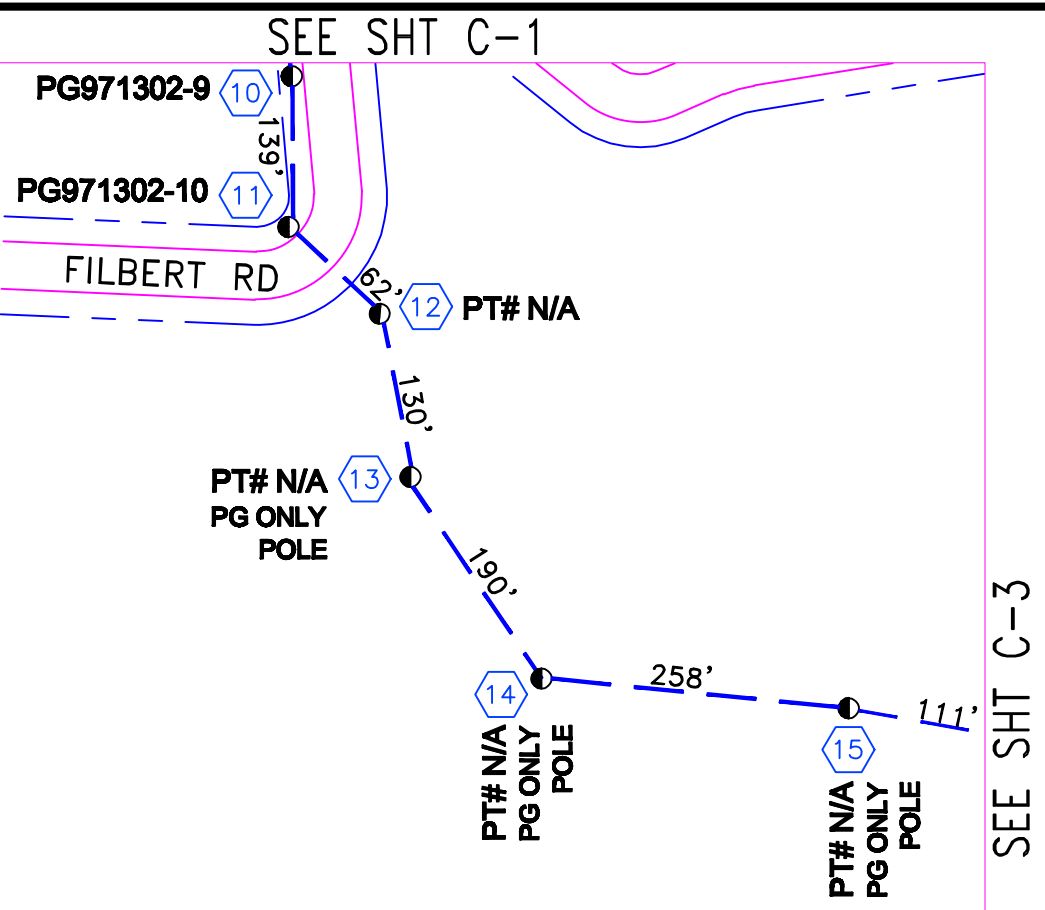 SEE SHT C-1
PG971302-9
10
139'
PG971302-10
11
FILBERT RD
62'
12
PT# N/A
130'
PT# N/A
13
PG ONLY
POLE
190'
14
PT# N/A
PG ONLY
POLE
258'
111'
15
PT# N/A
PG ONLY
POLE
SEE SHT C-3